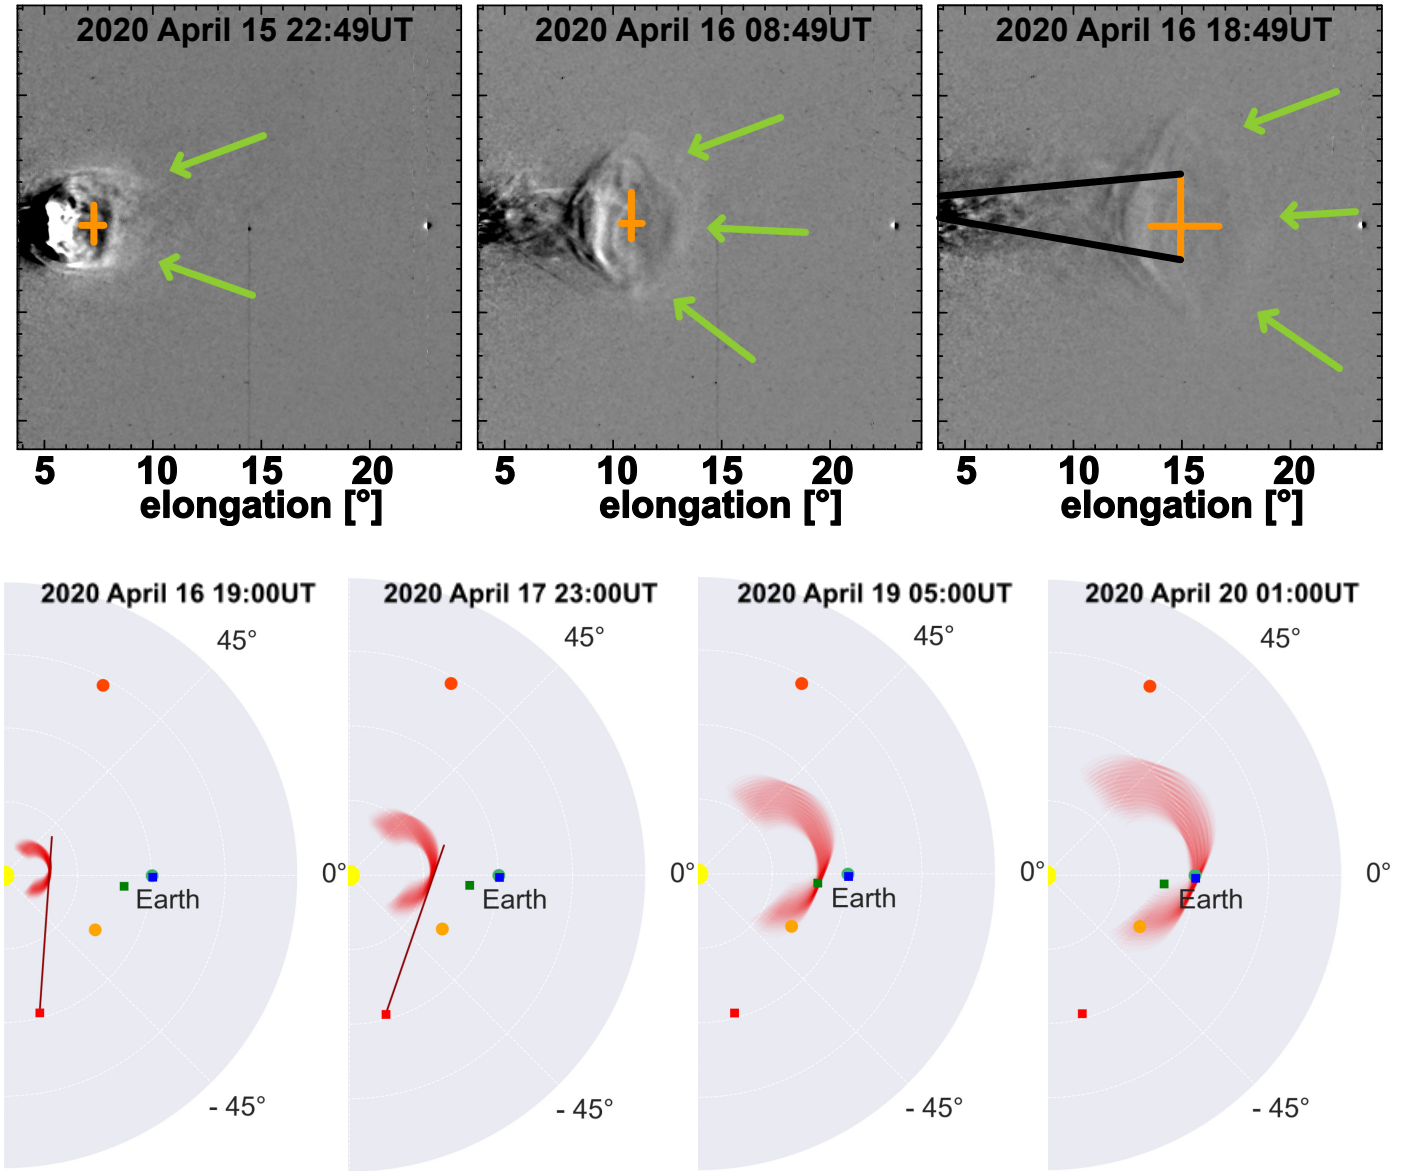 2020 April 15 22:49UT
2020 April 16 08:49UT
2020 April 16 18:49UT
5 10 15 20
5 10 15 20
5 10 15 20
elongation [°]
elongation [°]
elongation [°]
2020 April 16 19:00UT
2020 April 17 23:00UT
2020 April 19 05:00UT
2020 April 20 01:00UT
45°
45°
45°
45°
0°
0°
0°
0°
Earth
Earth
Earth
Earth
- 45°
- 45°
- 45°
- 45°